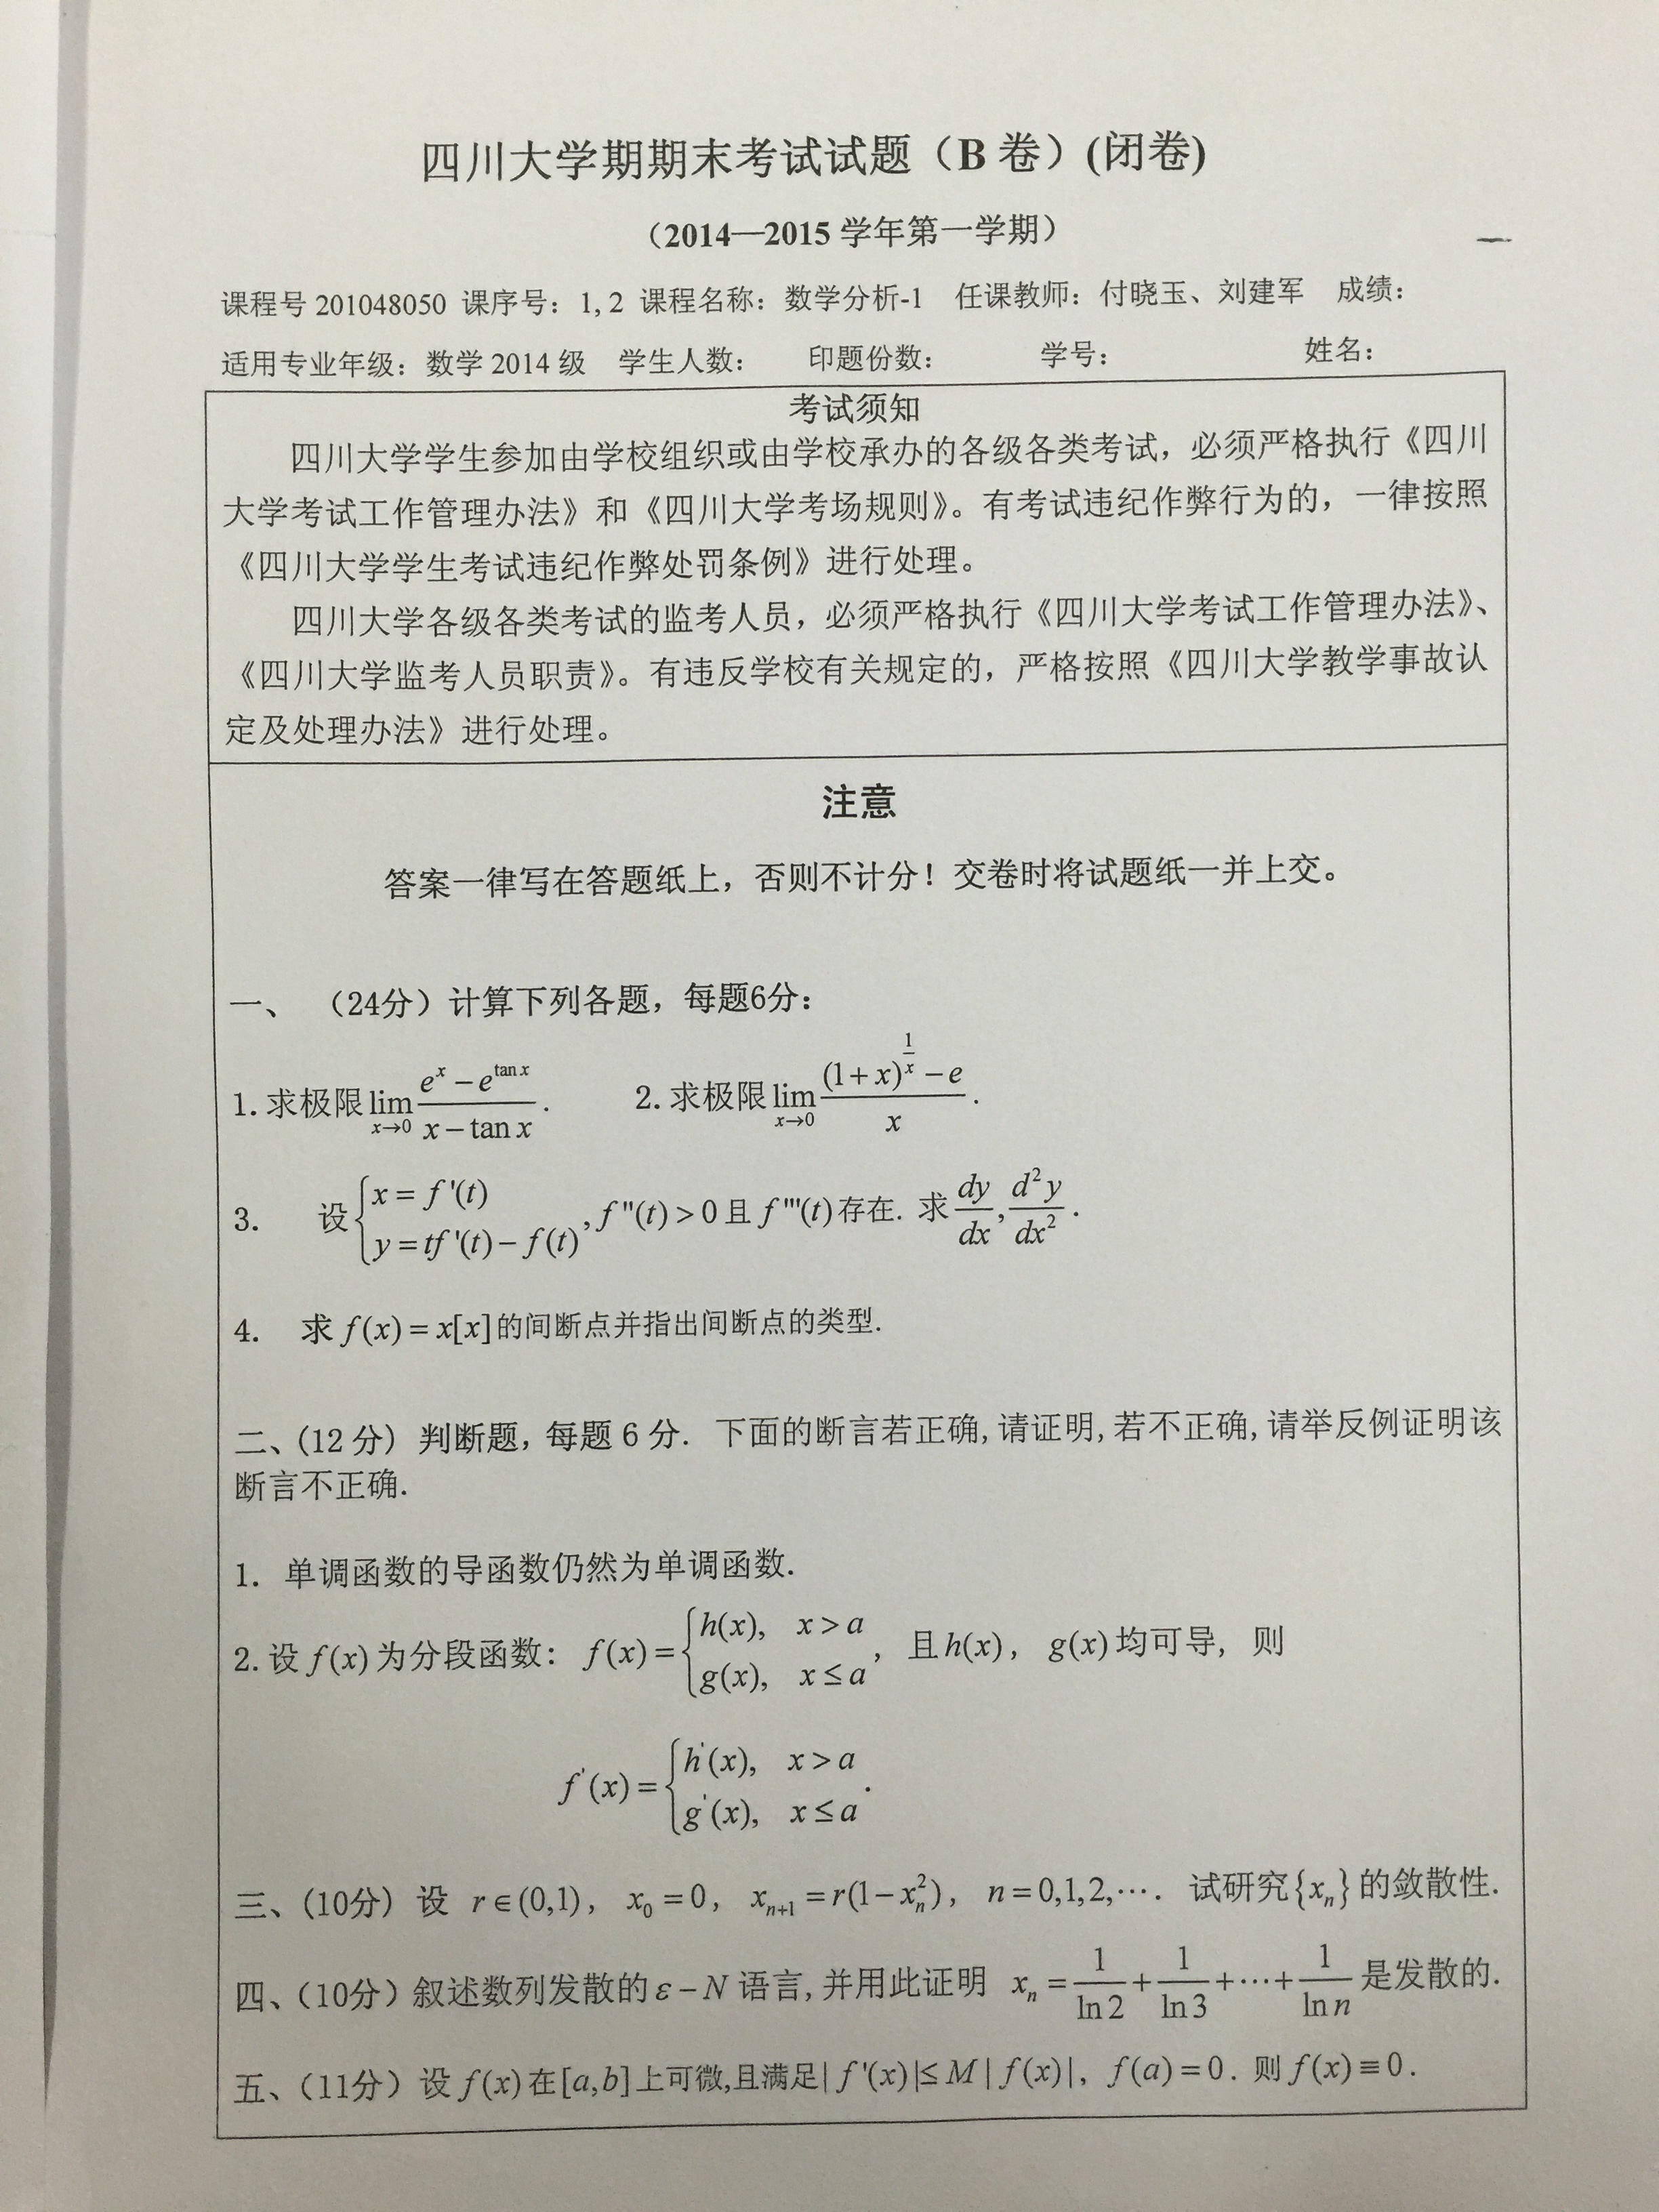 四川大学期期末考试试题（B 卷）(闭卷)
（2014—2015 学年第一学期）
课程号 201048050 课序号：1, 2 课程名称：数学分析-1 任课教师：付晓玉、刘建军 成绩：
适用专业年级：数学 2014 级 学生人数： 印题份数： 学号： 姓名：
考试须知
四川大学学生参加由学校组织或由学校承办的各级各类考试，必须严格执行《四川
大学考试工作管理办法》和《四川大学考场规则》。有考试违纪作弊行为的，一律按照
《四川大学学生考试违纪作弊处罚条例》进行处理。
四川大学各级各类考试的监考人员，必须严格执行《四川大学考试工作管理办法》、
《四川大学监考人员职责》。有违反学校有关规定的，严格按照《四川大学教学事故认
定及处理办法》进行处理。
注意
答案一律写在答题纸上，否则不计分！交卷时将试题纸一并上交。
一、 （24分）计算下列各题，每题6分：
1. 求极限 $\lim_{x\to 0}\frac{e^x-e^{\tan x}}{x-\tan x}$. 2. 求极限 $\lim_{x\to 0}\frac{(1+x)^{\frac{1}{x}}-e}{x}$.
3. 设 $\begin{cases}x=f'(t)\\y=tf'(t)-f(t)\end{cases}$, $f''(t)>0$ 且 $f'''(t)$ 存在. 求 $\frac{dy}{dx},\frac{d^2y}{dx^2}$.
4. 求 $f(x)=x[x]$ 的间断点并指出间断点的类型.
二、(12 分) 判断题，每题 6 分. 下面的断言若正确, 请证明, 若不正确, 请举反例证明该
断言不正确.
1. 单调函数的导函数仍然为单调函数.
2. 设 $f(x)$ 为分段函数：$f(x)=\begin{cases}h(x), & x>a\\g(x), & x\le a\end{cases}$，且 $h(x)$，$g(x)$ 均可导，则
$f'(x)=\begin{cases}h'(x), & x>a\\g'(x), & x\le a\end{cases}$.
三、(10分) 设 $r\in(0,1)$，$x_0=0$，$x_{n+1}=r(1-x_n^2)$，$n=0,1,2,\cdots$. 试研究 $\{x_n\}$ 的敛散性.
四、（10分）叙述数列发散的 $\varepsilon-N$ 语言, 并用此证明 $x_n=\frac{1}{\ln 2}+\frac{1}{\ln 3}+\cdots+\frac{1}{\ln n}$ 是发散的.
五、（11分）设 $f(x)$ 在 $[a,b]$ 上可微,且满足 $|f'(x)|\le M|f(x)|$，$f(a)=0$. 则 $f(x)\equiv 0$.